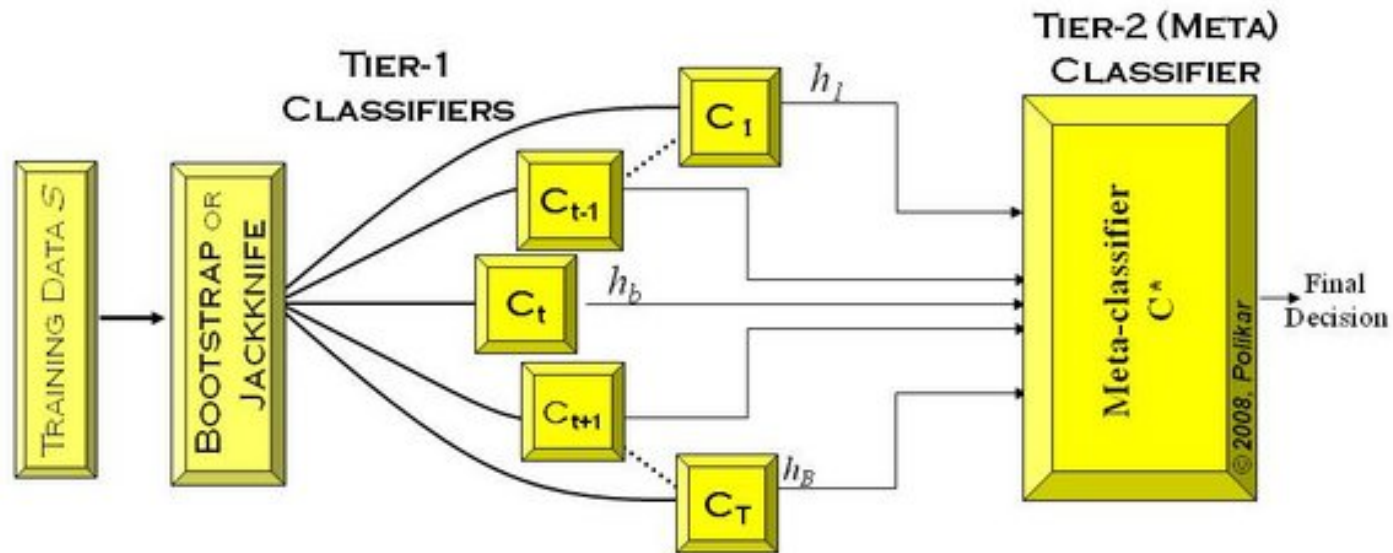 TRAINING DATA S
BOOTSTRAP OR
JACKKNIFE
TIER-1
CLASSIFIERS
C1
Ct-1
Ct
Ct+1
CT
h1
hb
hB
TIER-2 (META)
CLASSIFIER
Meta-classifier
C*
©2008, Polikar
Final
Decision